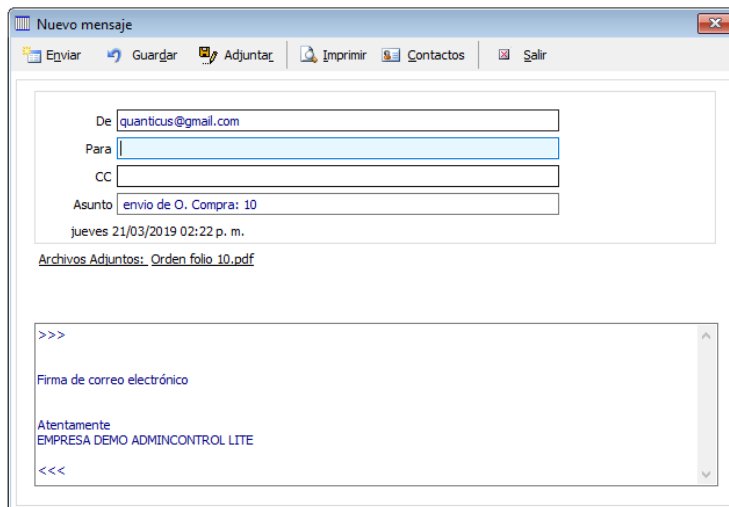 Nuevo mensaje
Enviar Guardar Adjuntar Imprimir Contactos Salir
De quanticus@gmail.com
Para
CC
Asunto envio de O. Compra: 10
jueves 21/03/2019 02:22 p. m.
Archivos Adjuntos: Orden folio 10.pdf
>>>
Firma de correo electrónico
Atentamente
EMPRESA DEMO ADMINCONTROL LITE
<<<